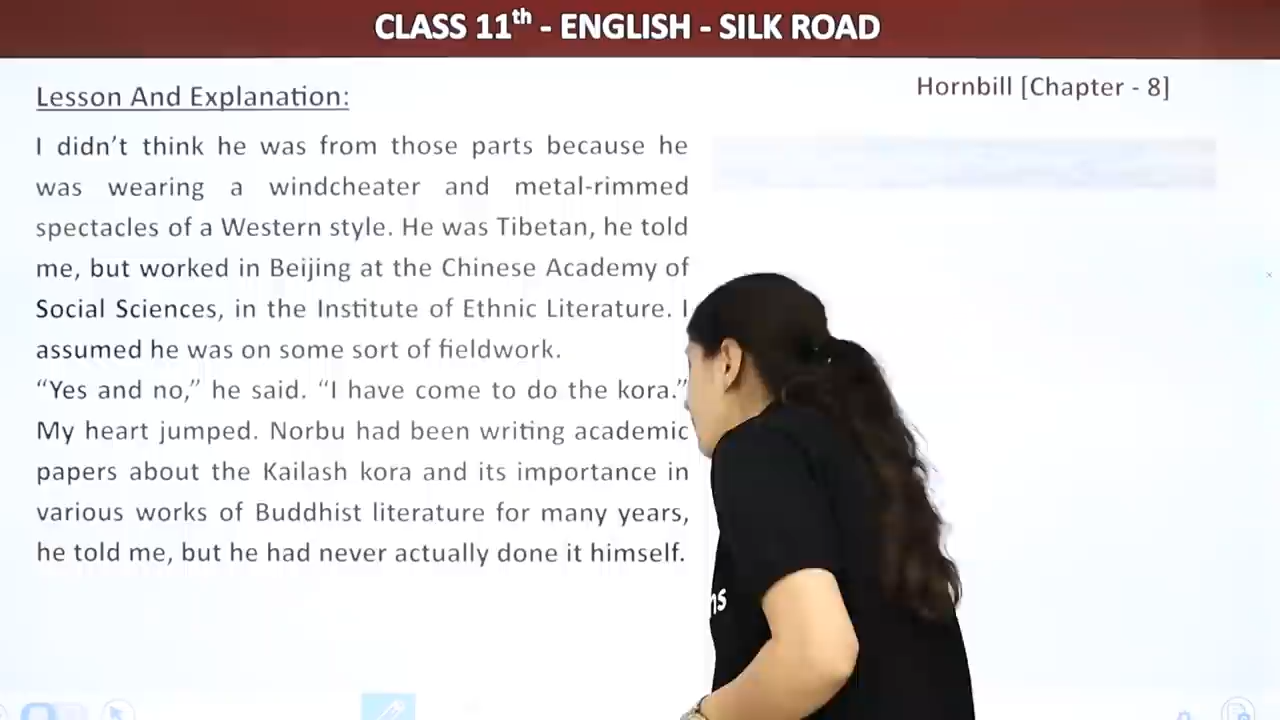 CLASS 11th - ENGLISH - SILK ROAD
Lesson And Explanation:
Hornbill [Chapter - 8]
I didn't think he was from those parts because he
was wearing a windcheater and metal-rimmed
spectacles of a Western style. He was Tibetan, he told
me, but worked in Beijing at the Chinese Academy of
Social Sciences, in the Institute of Ethnic Literature. I
assumed he was on some sort of fieldwork.
“Yes and no,” he said. “I have come to do the kora.”
My heart jumped. Norbu had been writing academic
papers about the Kailash kora and its importance in
various works of Buddhist literature for many years,
he told me, but he had never actually done it himself.